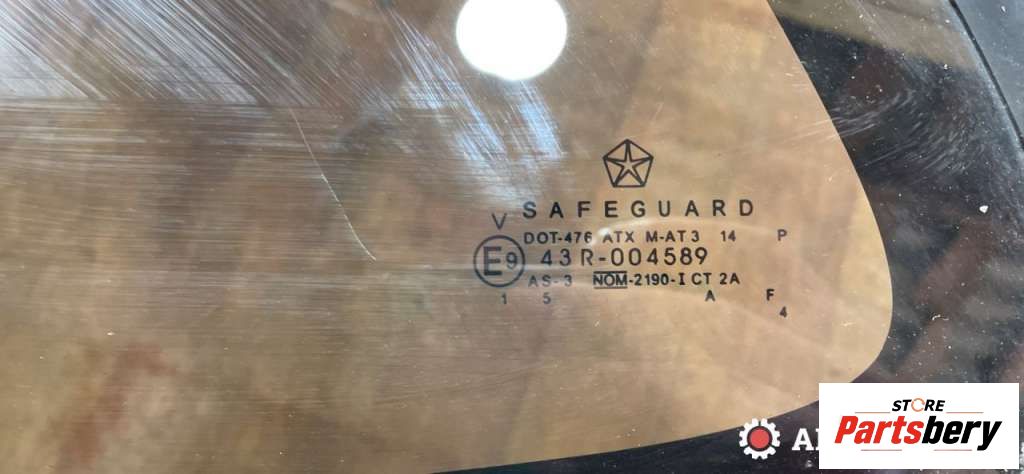 SAFEGUARD
V
DOT-476 ATX M-AT3 14 P
E9 43R-004589
AS-3 NOM-2190-I CT 2A
1 5 A F
4
STORE
Partsbery